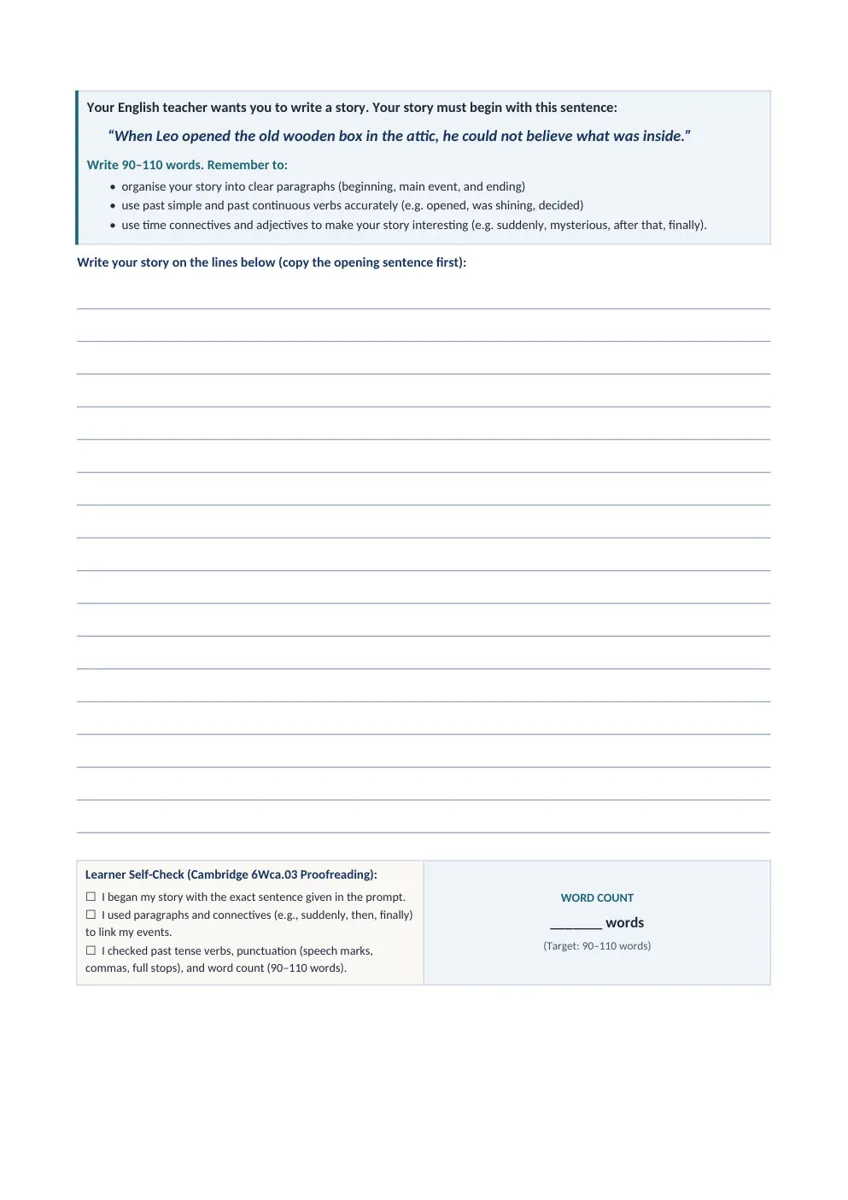 Your English teacher wants you to write a story. Your story must begin with this sentence:
“When Leo opened the old wooden box in the attic, he could not believe what was inside.”
Write 90–110 words. Remember to:
• organise your story into clear paragraphs (beginning, main event, and ending)
• use past simple and past continuous verbs accurately (e.g. opened, was shining, decided)
• use time connectives and adjectives to make your story interesting (e.g. suddenly, mysterious, after that, finally).
Write your story on the lines below (copy the opening sentence first):
Learner Self-Check (Cambridge 6Wca.03 Proofreading):
☐ I began my story with the exact sentence given in the prompt.
☐ I used paragraphs and connectives (e.g., suddenly, then, finally)
to link my events.
☐ I checked past tense verbs, punctuation (speech marks,
commas, full stops), and word count (90–110 words).
WORD COUNT
_______ words
(Target: 90–110 words)